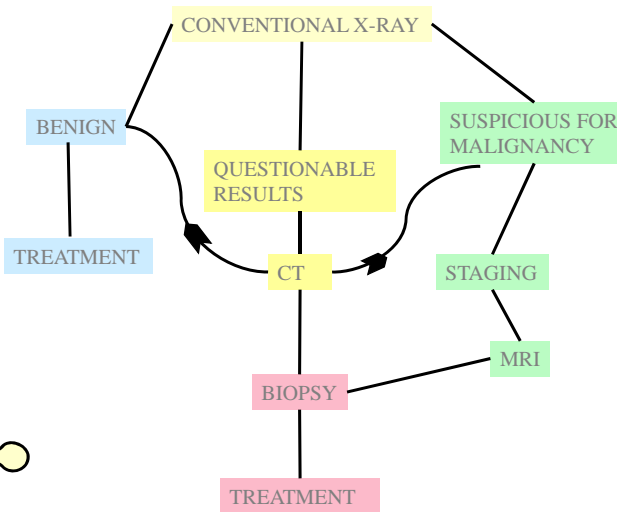 CONVENTIONAL X-RAY
BENIGN
SUSPICIOUS FOR
MALIGNANCY
QUESTIONABLE
RESULTS
TREATMENT
CT
STAGING
MRI
BIOPSY
TREATMENT